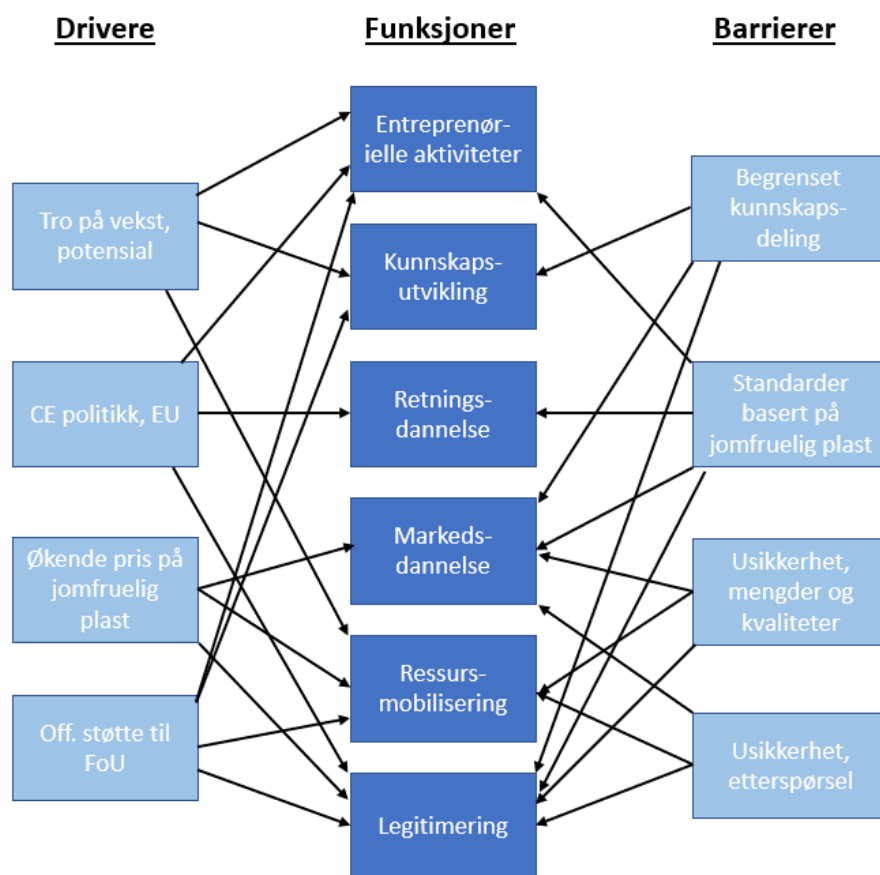 Drivere
Funksjoner
Barrierer
Tro på vekst,
potensial
CE politikk, EU
Økende pris på
jomfruelig
plast
Off. støtte til
FoU
Entreprenør-
ielle aktiviteter
Kunnskaps-
utvikling
Retnings-
dannelse
Markeds-
dannelse
Ressurs-
mobilisering
Legitimering
Begrenset
kunnskaps-
deling
Standarder
basert på
jomfruelig plast
Usikkerhet,
mengder og
kvaliteter
Usikkerhet,
etterspørsel